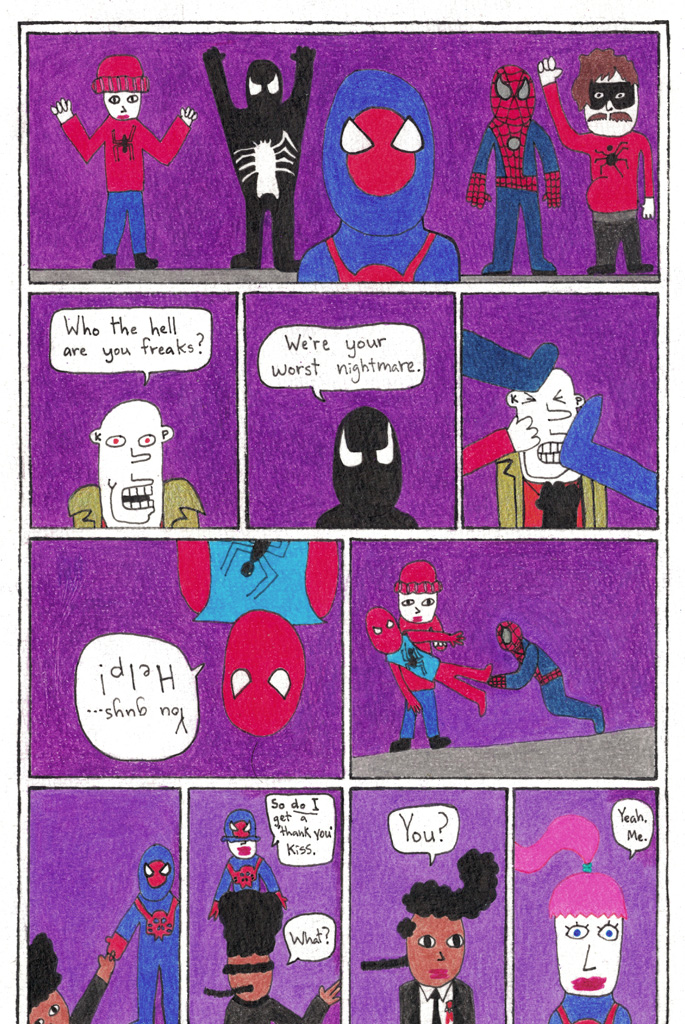 Who the hell
are you freaks?
We're your
worst nightmare.
K P
K P
You guys...
Help!
So do I
get a
"thank you"
kiss.
What?
You?
Yeah,
Me.